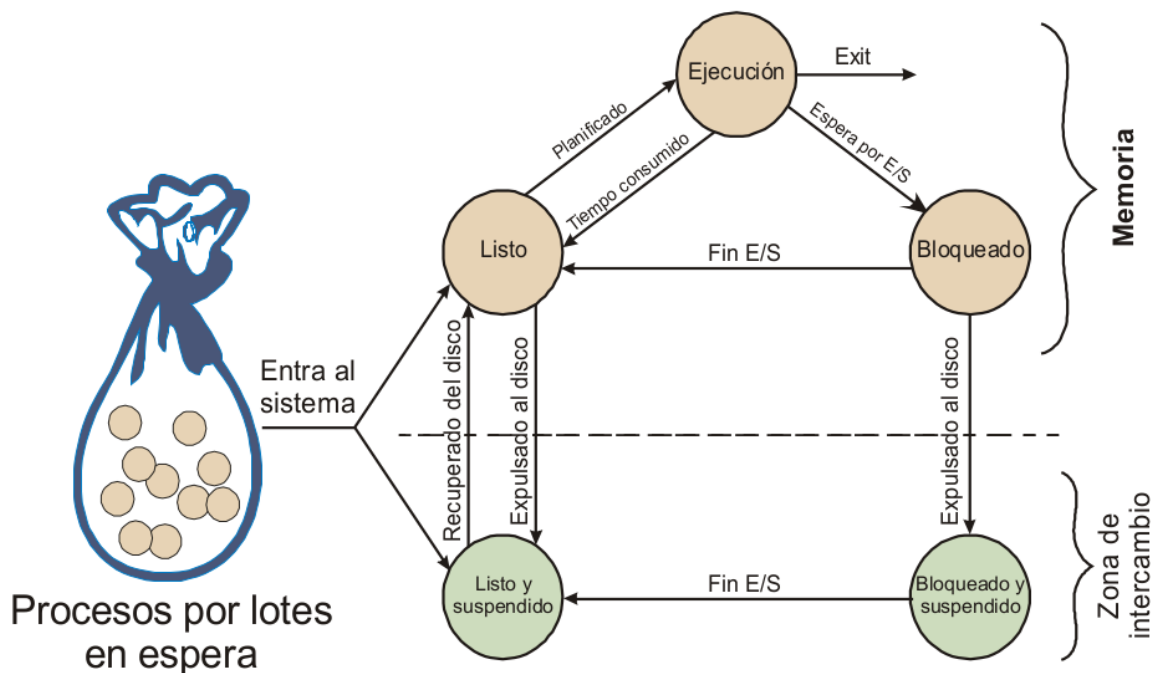 Ejecución
Exit
Planificado
Tiempo consumido
Espera por E/S
Memoria
Listo
Fin E/S
Bloqueado
Entra al
sistema
Recuperado del disco
Expulsado al disco
Expulsado al disco
Listo y
suspendido
Fin E/S
Bloqueado y
suspendido
Zona de
intercambio
Procesos por lotes
en espera